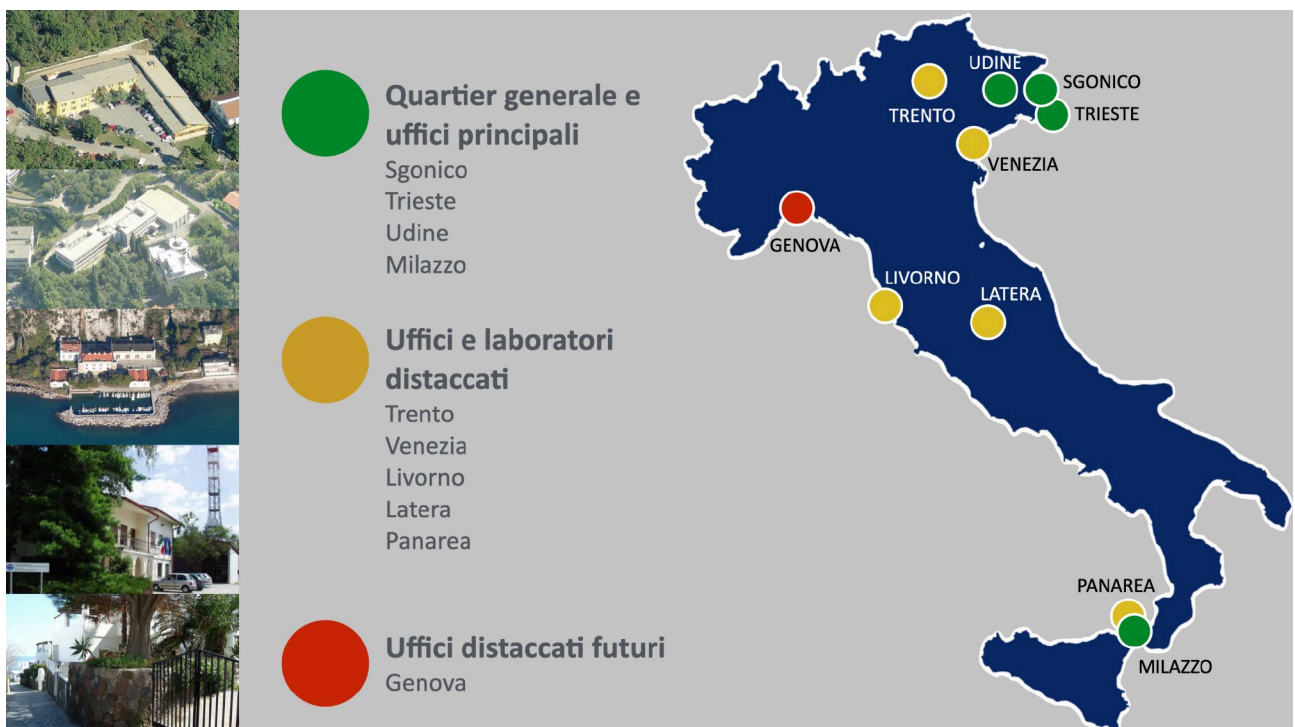 Quartier generale e
uffici principali
Sgonico
Trieste
Udine
Milazzo
Uffici e laboratori
distaccati
Trento
Venezia
Livorno
Latera
Panarea
Uffici distaccati futuri
Genova
UDINE
SGONICO
TRENTO
TRIESTE
VENEZIA
GENOVA
LIVORNO
LATERA
PANAREA
MILAZZO